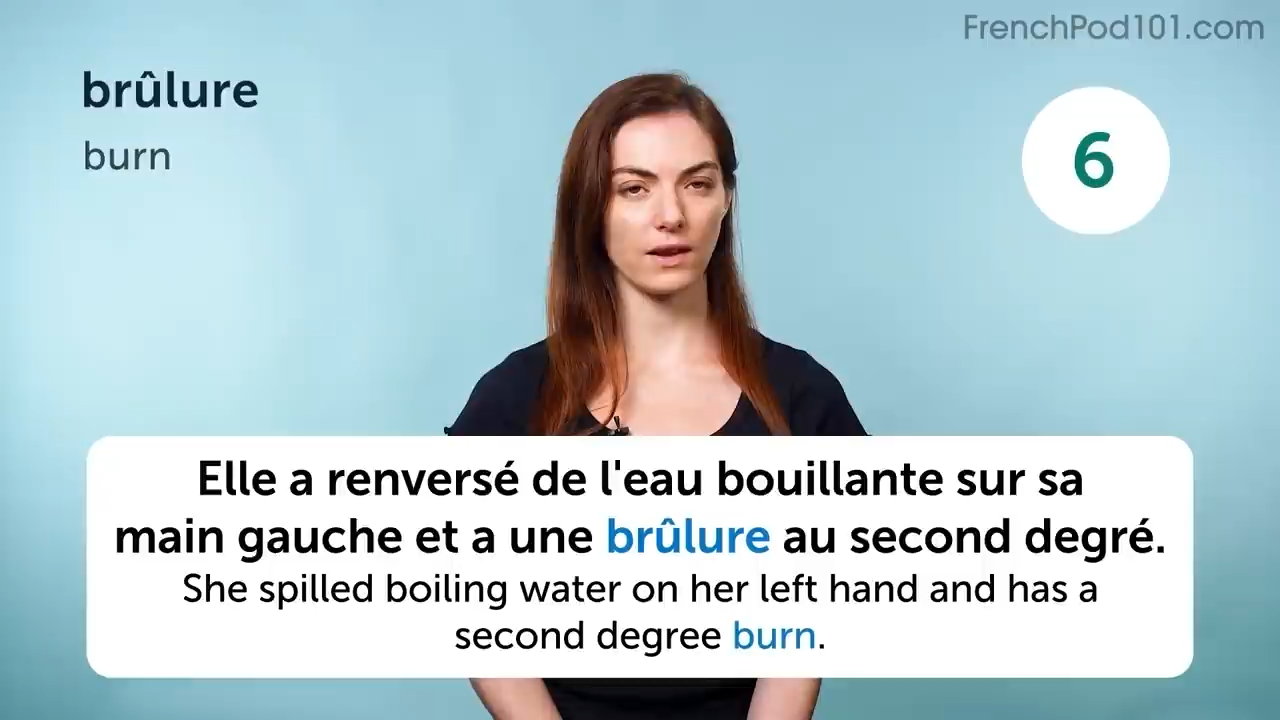 FrenchPod101.com
brûlure
burn
6
Elle a renversé de l'eau bouillante sur sa
main gauche et a une brûlure au second degré.
She spilled boiling water on her left hand and has a
second degree burn.